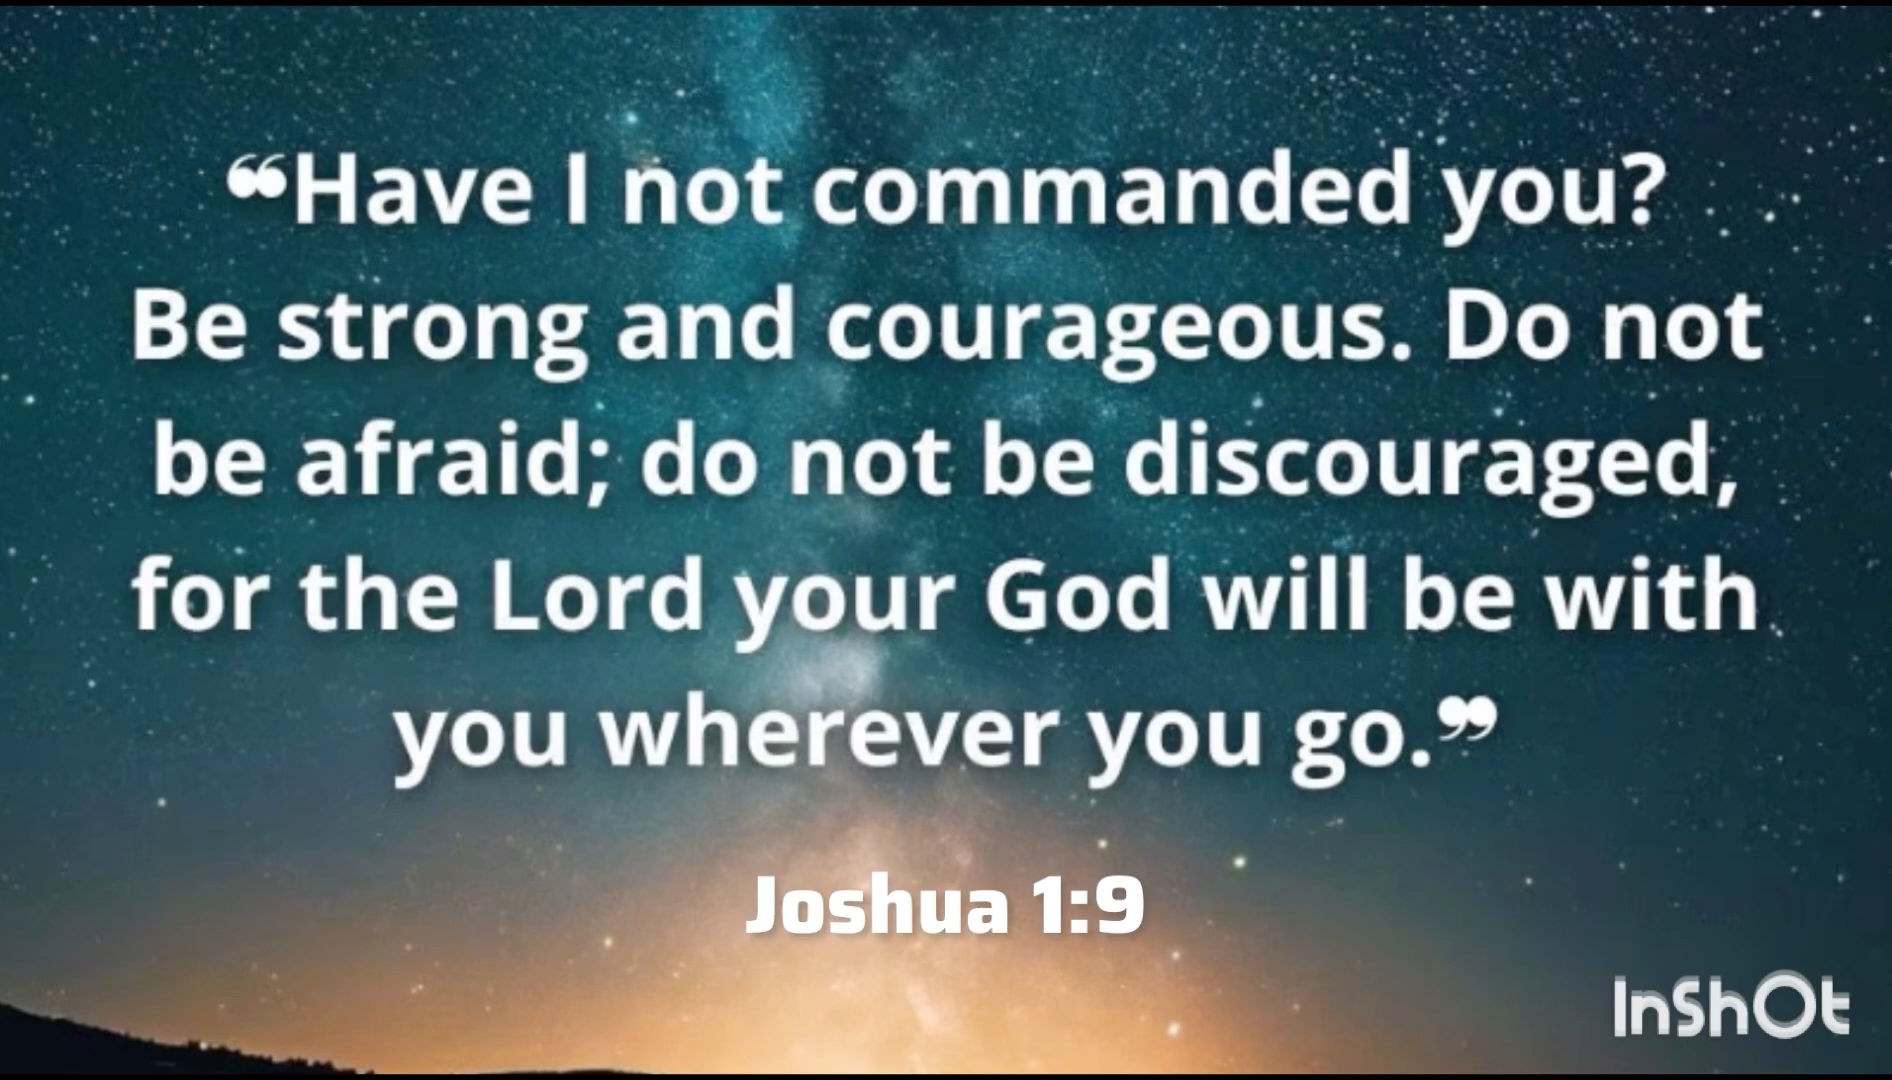 ❝Have I not commanded you?
Be strong and courageous. Do not
be afraid; do not be discouraged,
for the Lord your God will be with
you wherever you go.❞
Joshua 1:9
InShOt